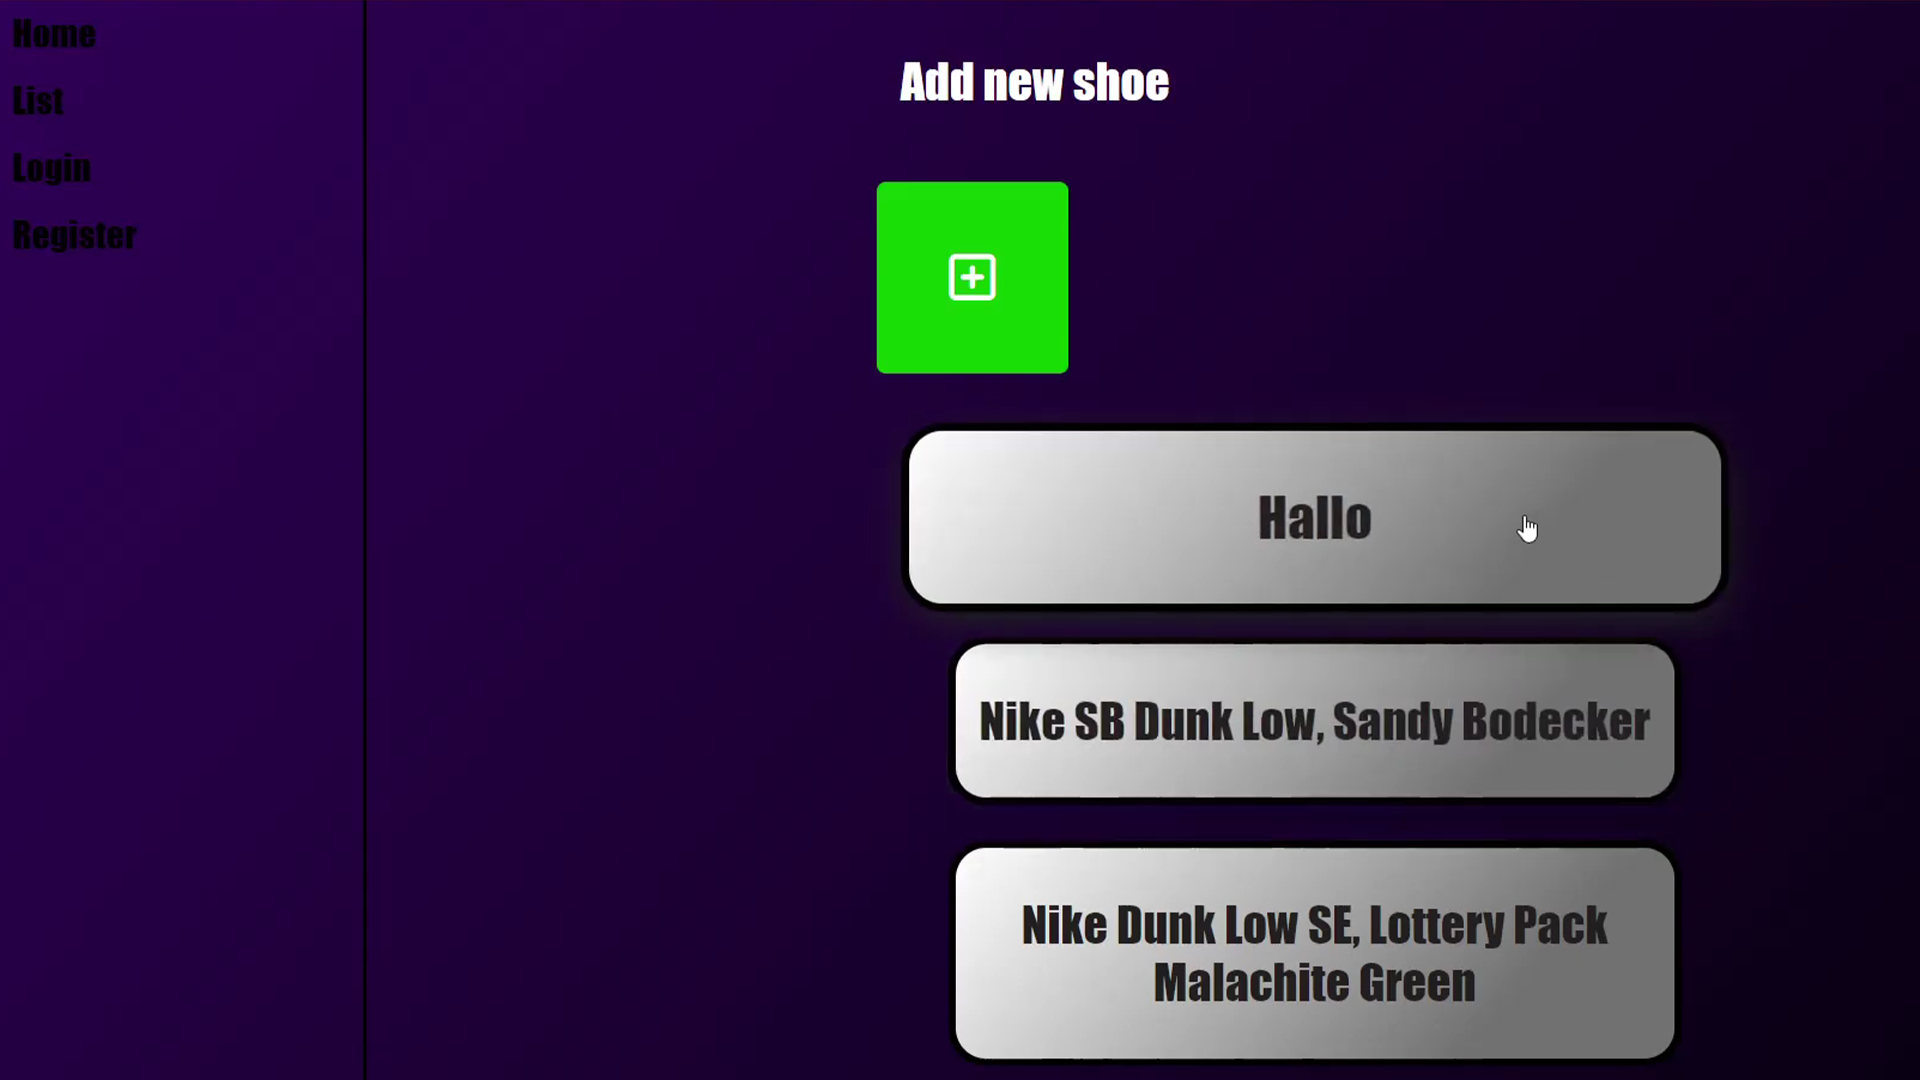 Home
List
Login
Register
Add new shoe
Hallo
Nike SB Dunk Low, Sandy Bodecker
Nike Dunk Low SE, Lottery Pack
Malachite Green